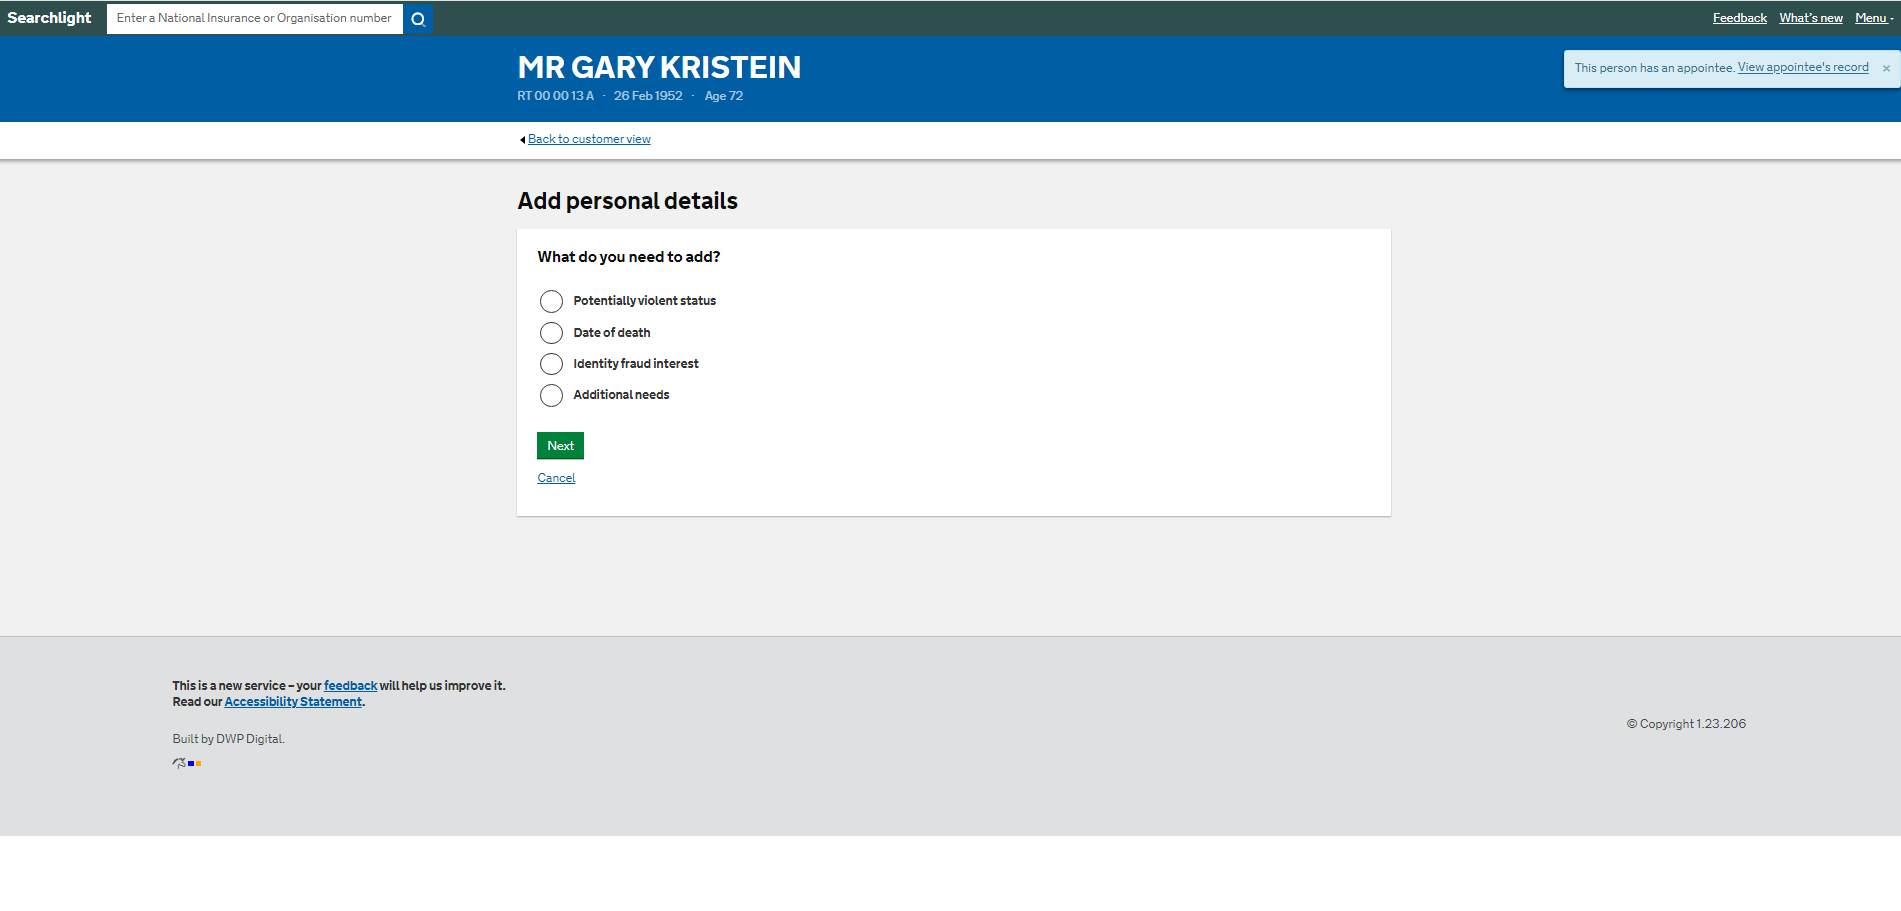 Searchlight
Enter a National Insurance or Organisation number
Feedback What's new Menu
MR GARY KRISTEIN
RT 00 00 13 A · 26 Feb 1952 · Age 72
This person has an appointee. View appointee's record ×
Back to customer view
Add personal details
What do you need to add?
Potentially violent status
Date of death
Identity fraud interest
Additional needs
Next
Cancel
This is a new service – your feedback will help us improve it.
Read our Accessibility Statement.
Built by DWP Digital.
© Copyright 1.23.206